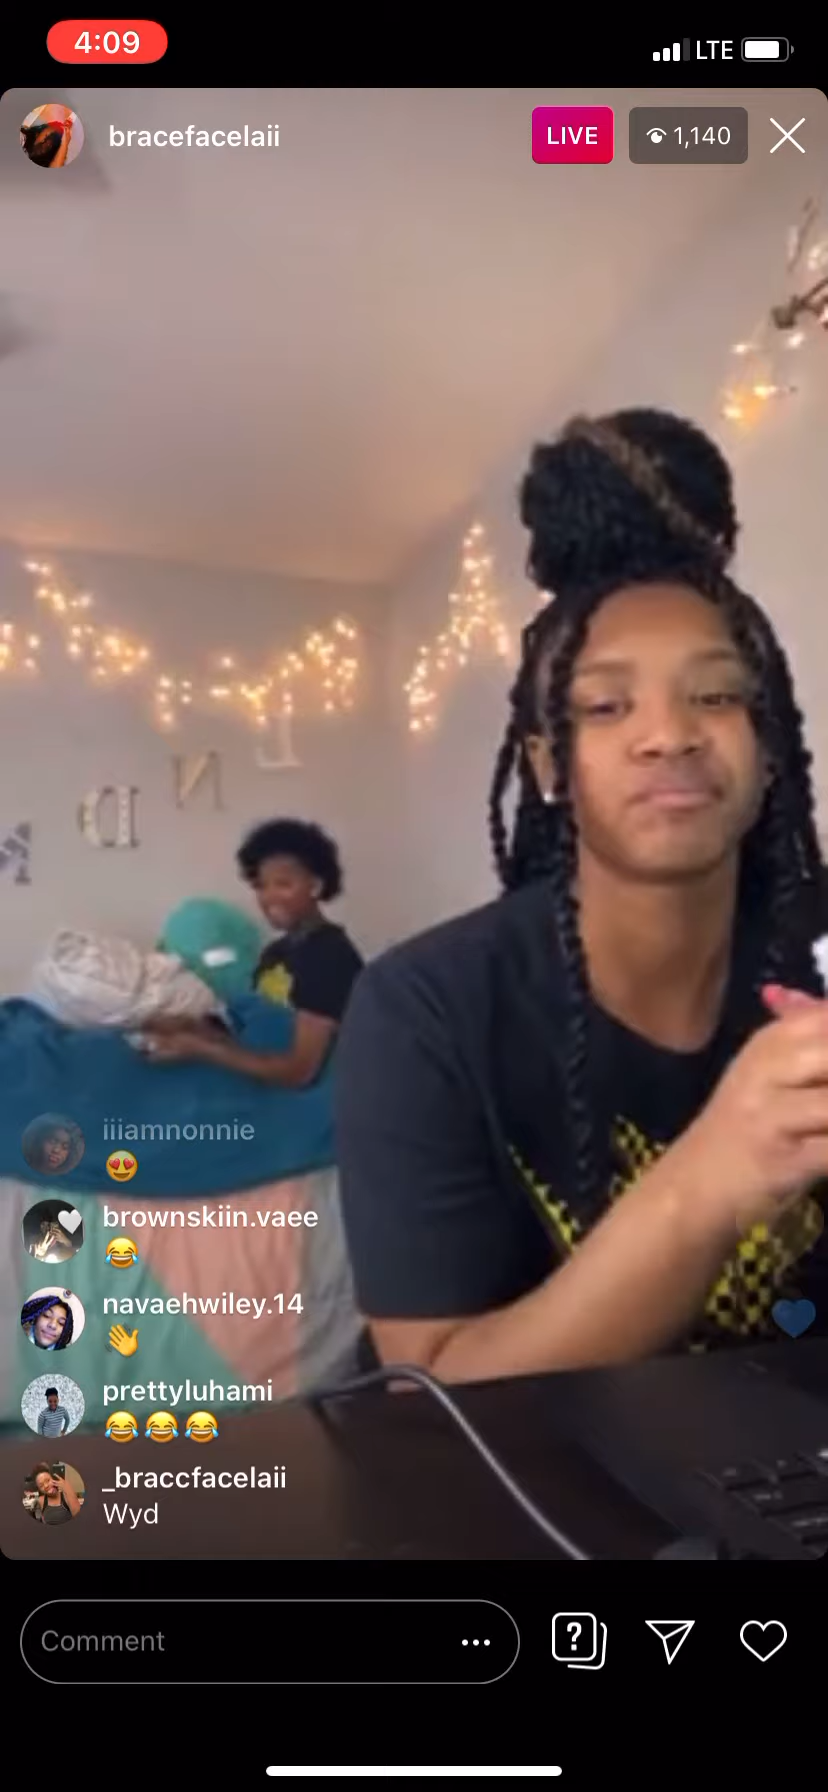 4:09
LTE
bracefacelaii
LIVE
1,140
L
N
D
iiiamnonnie
😍
brownskiin.vaee
😂
navaehwiley.14
👋
prettyluhami
😂😂😂
_braccfacelaii
Wyd
Comment